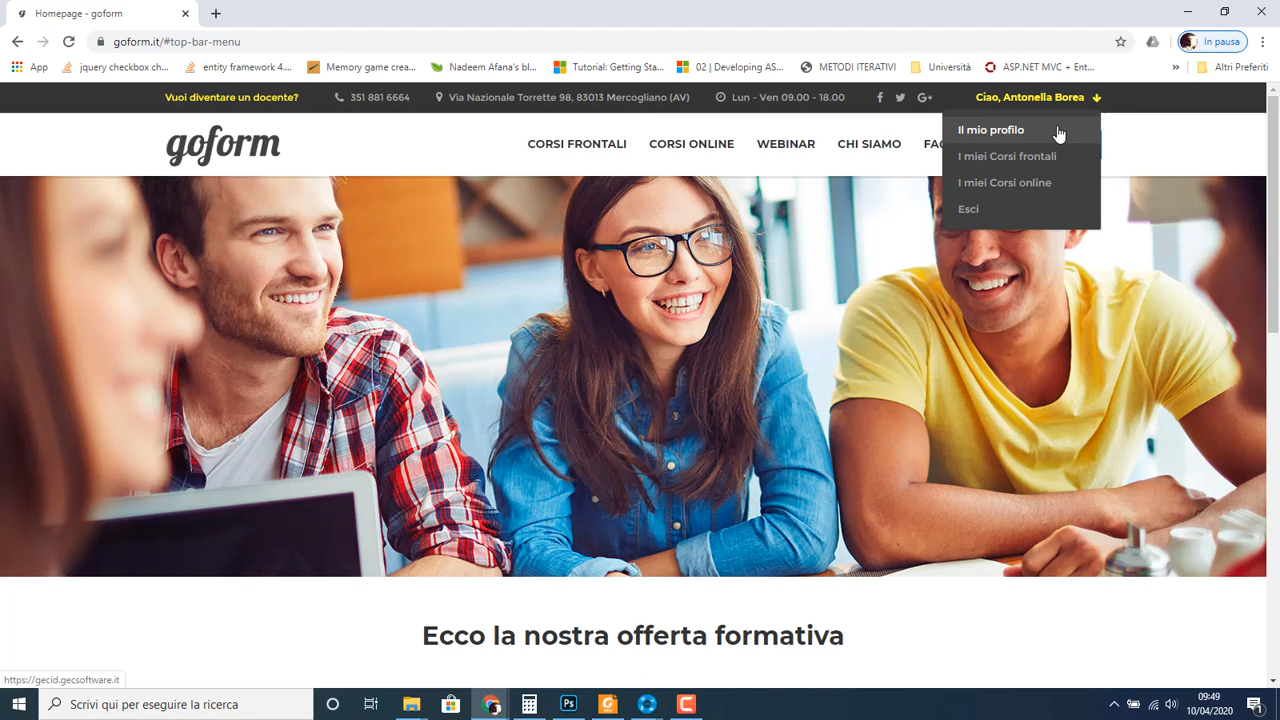 Homepage - goform
goform.it/#top-bar-menu
In pausa
App
jquery checkbox ch...
entity framework 4....
Memory game crea...
Nadeem Afana's bl...
Tutorial: Getting Sta...
02 | Developing AS...
METODI ITERATIVI
Università
ASP.NET MVC + Ent...
»
Altri Preferiti
Vuoi diventare un docente?
351 881 6664
Via Nazionale Torrette 98, 83013 Mercogliano (AV)
Lun - Ven 09.00 - 18.00
Ciao, Antonella Borea
goform
CORSI FRONTALI
CORSI ONLINE
WEBINAR
CHI SIAMO
Il mio profilo
I miei Corsi frontali
I miei Corsi online
Esci
Ecco la nostra offerta formativa
https://gecid.gecsoftware.it
Scrivi qui per eseguire la ricerca
09:49
10/04/2020